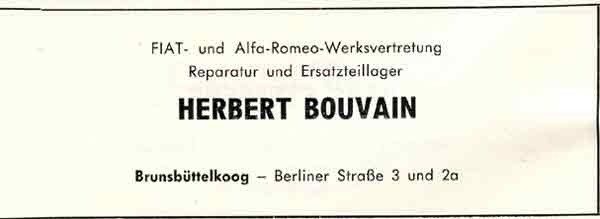 FIAT- und Alfa-Romeo-Werksvertretung
Reparatur und Ersatzteillager
HERBERT BOUVAIN
Brunsbüttelkoog – Berliner Straße 3 und 2a